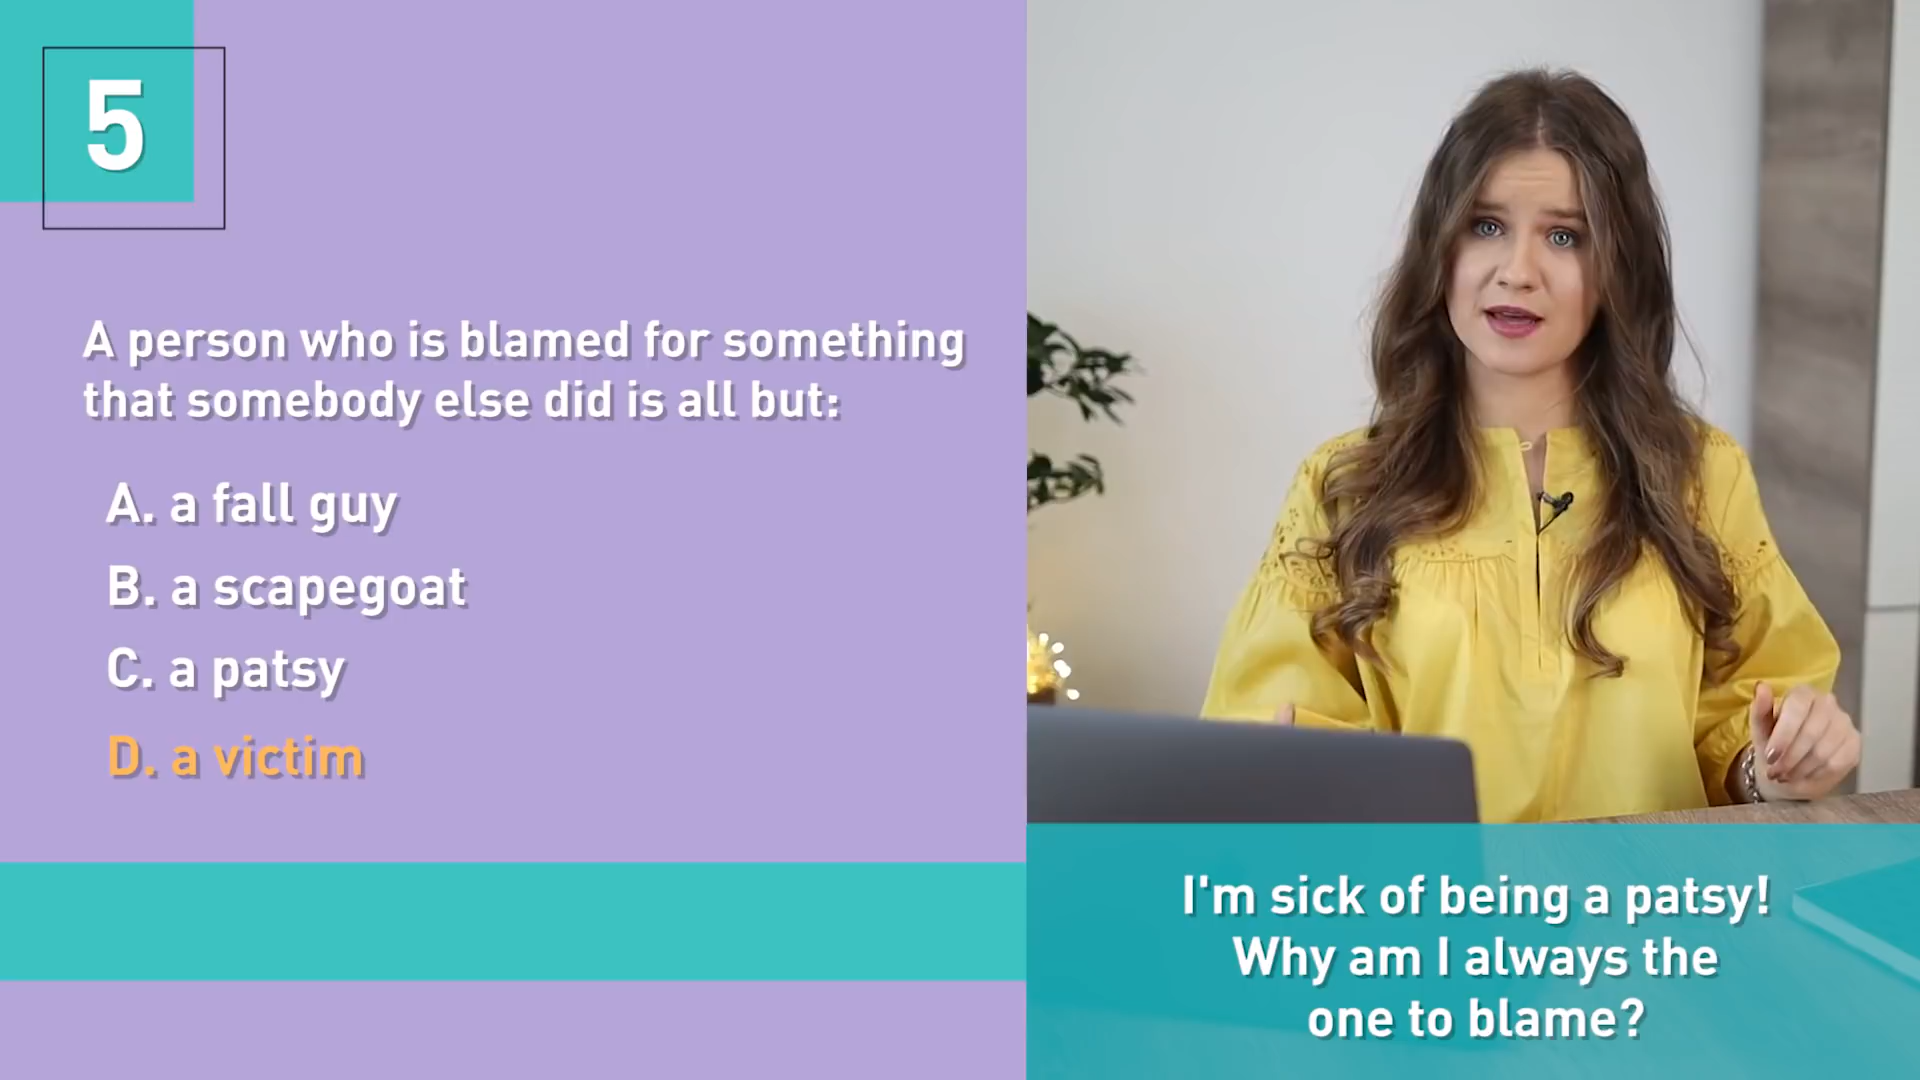 5
A person who is blamed for something
that somebody else did is all but:
A. a fall guy
B. a scapegoat
C. a patsy
D. a victim
I'm sick of being a patsy!
Why am I always the
one to blame?